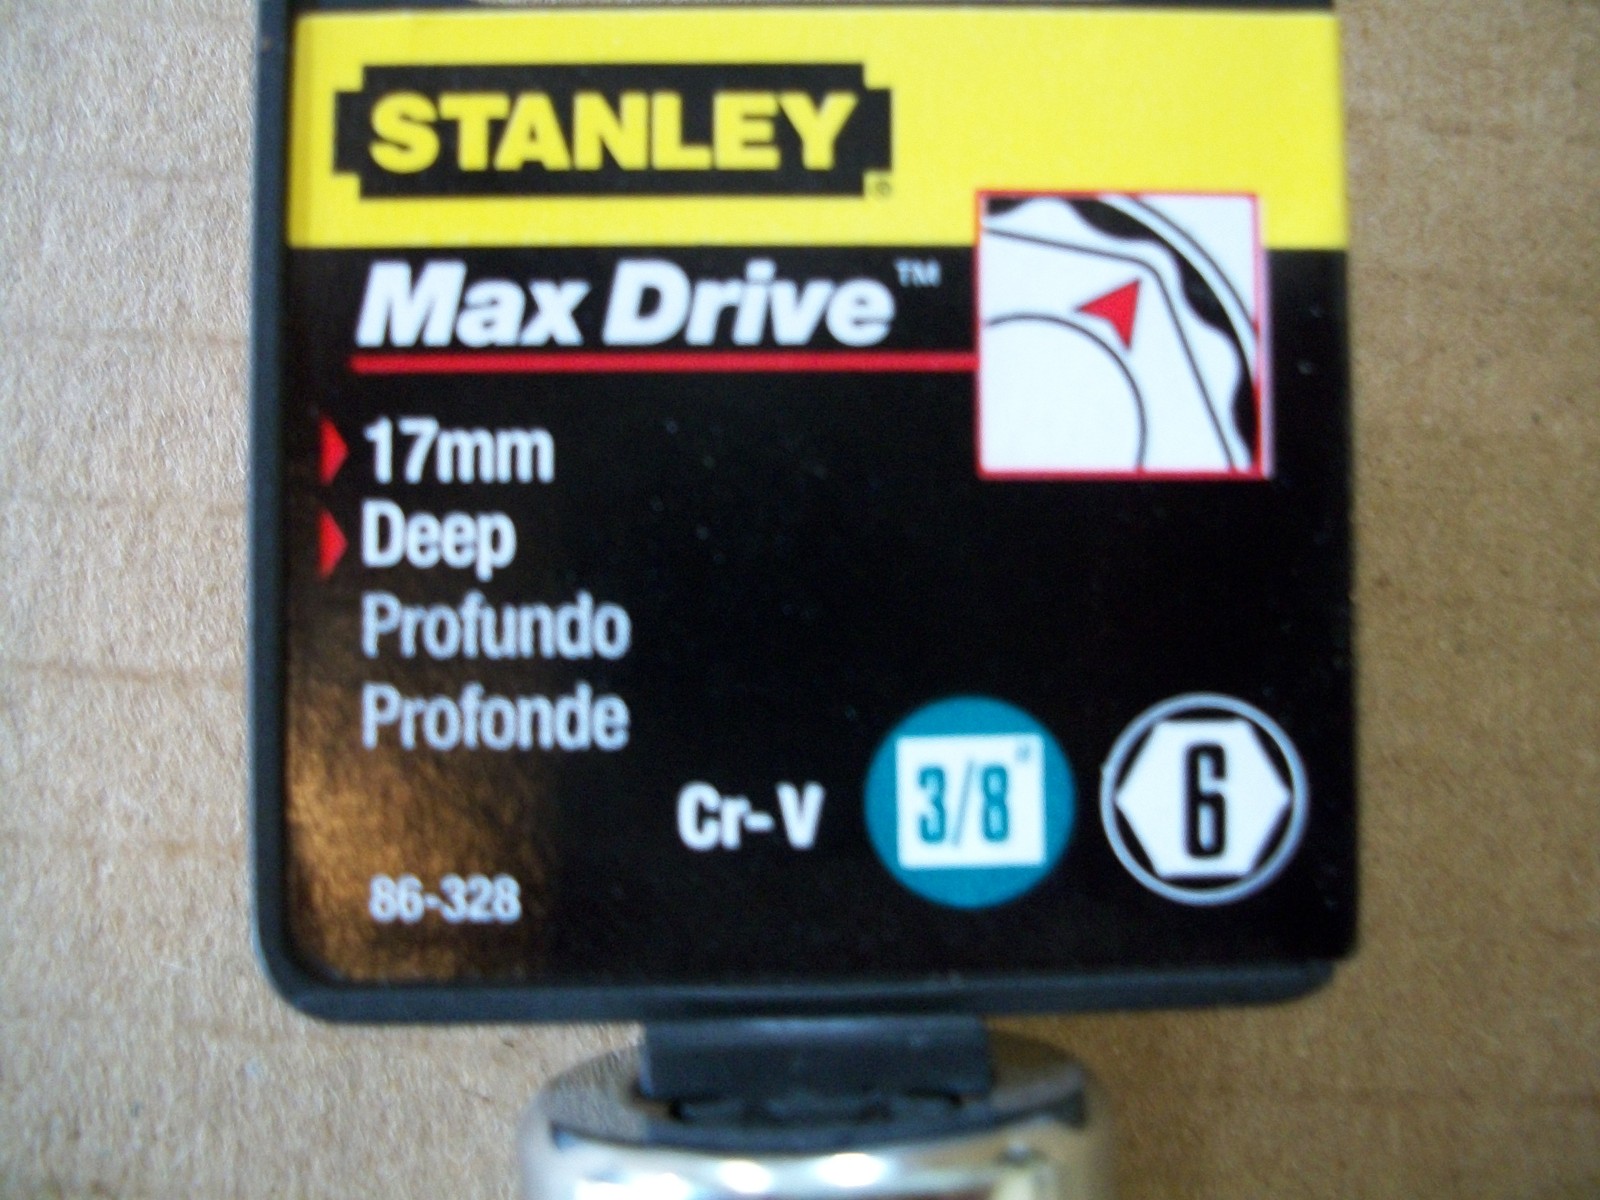 STANLEY®
Max Drive™
17mm
Deep
Profundo
Profonde
Cr-V
3/8"
6
86-328